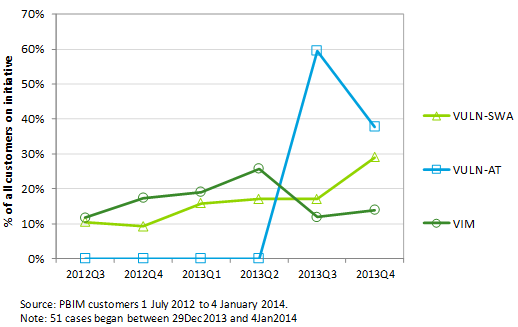 70%
60%
50%
40%
30%
20%
10%
0%
% of all customers on initiative
2012Q3 2012Q4 2013Q1 2013Q2 2013Q3 2013Q4
VULN-SWA
VULN-AT
VIM
Source: PBIM customers 1 July 2012 to 4 January 2014.
Note: 51 cases began between 29Dec2013 and 4Jan2014